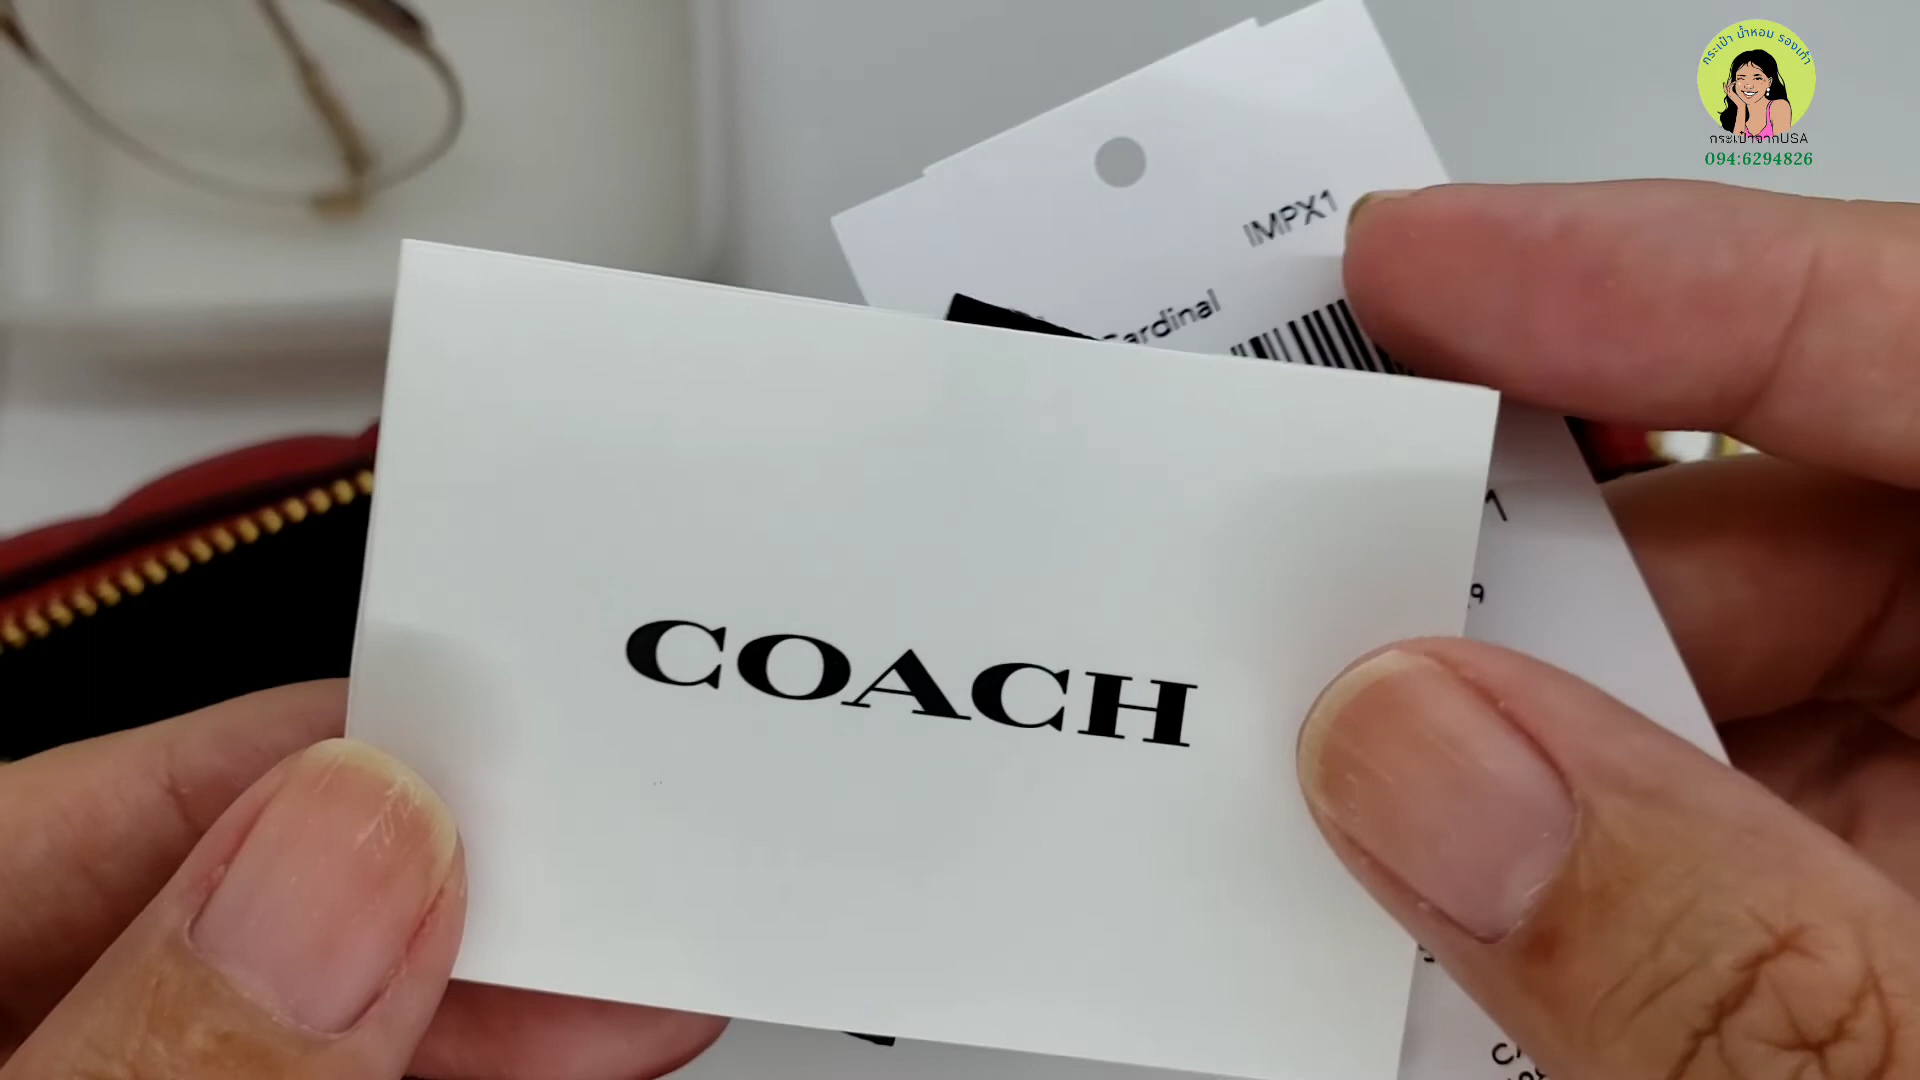 กระเป๋า น้ำหอม รองเท้า
กระเป๋าจากUSA
094:6294826
IMPX1
Cardinal
COACH